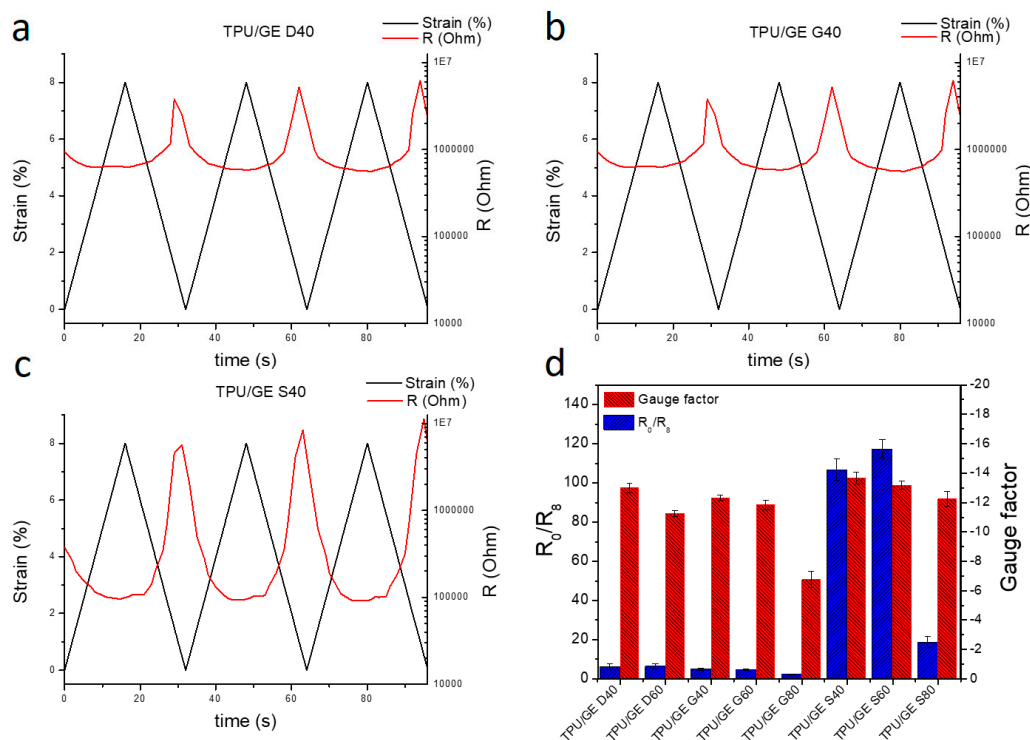 a
TPU/GE D40
Strain (%)
R (Ohm)
1E7
8
6
1000000
4
2
100000
0
10000
0 20 40 60 80
Strain (%)
R (Ohm)
time (s)
b
TPU/GE G40
Strain (%)
R (Ohm)
1E7
8
6
1000000
4
2
100000
0
10000
0 20 40 60 80
Strain (%)
R (Ohm)
time (s)
c
TPU/GE S40
Strain (%)
R (Ohm)
1E7
8
6
1000000
4
2
100000
0
10000
0 20 40 60 80
Strain (%)
R (Ohm)
time (s)
d
Gauge factor
R0/R8
140
120
100
80
60
40
20
0
-20
-18
-16
-14
-12
-10
-8
-6
-4
-2
0
R0/R8
Gauge factor
TPU/GE D40
TPU/GE D60
TPU/GE G40
TPU/GE G60
TPU/GE G80
TPU/GE S40
TPU/GE S60
TPU/GE S80